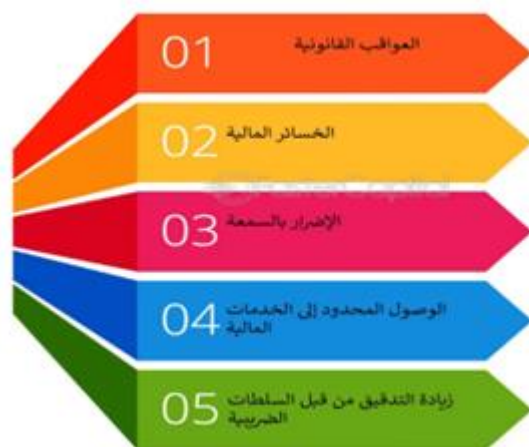 01
العواقب القانونية
02
الخسائر المالية
03
الإضرار بالسمعة
04
الوصول المحدود إلى الخدمات
المالية
05
زيادة التدقيق من قبل السلطات
الضريبية